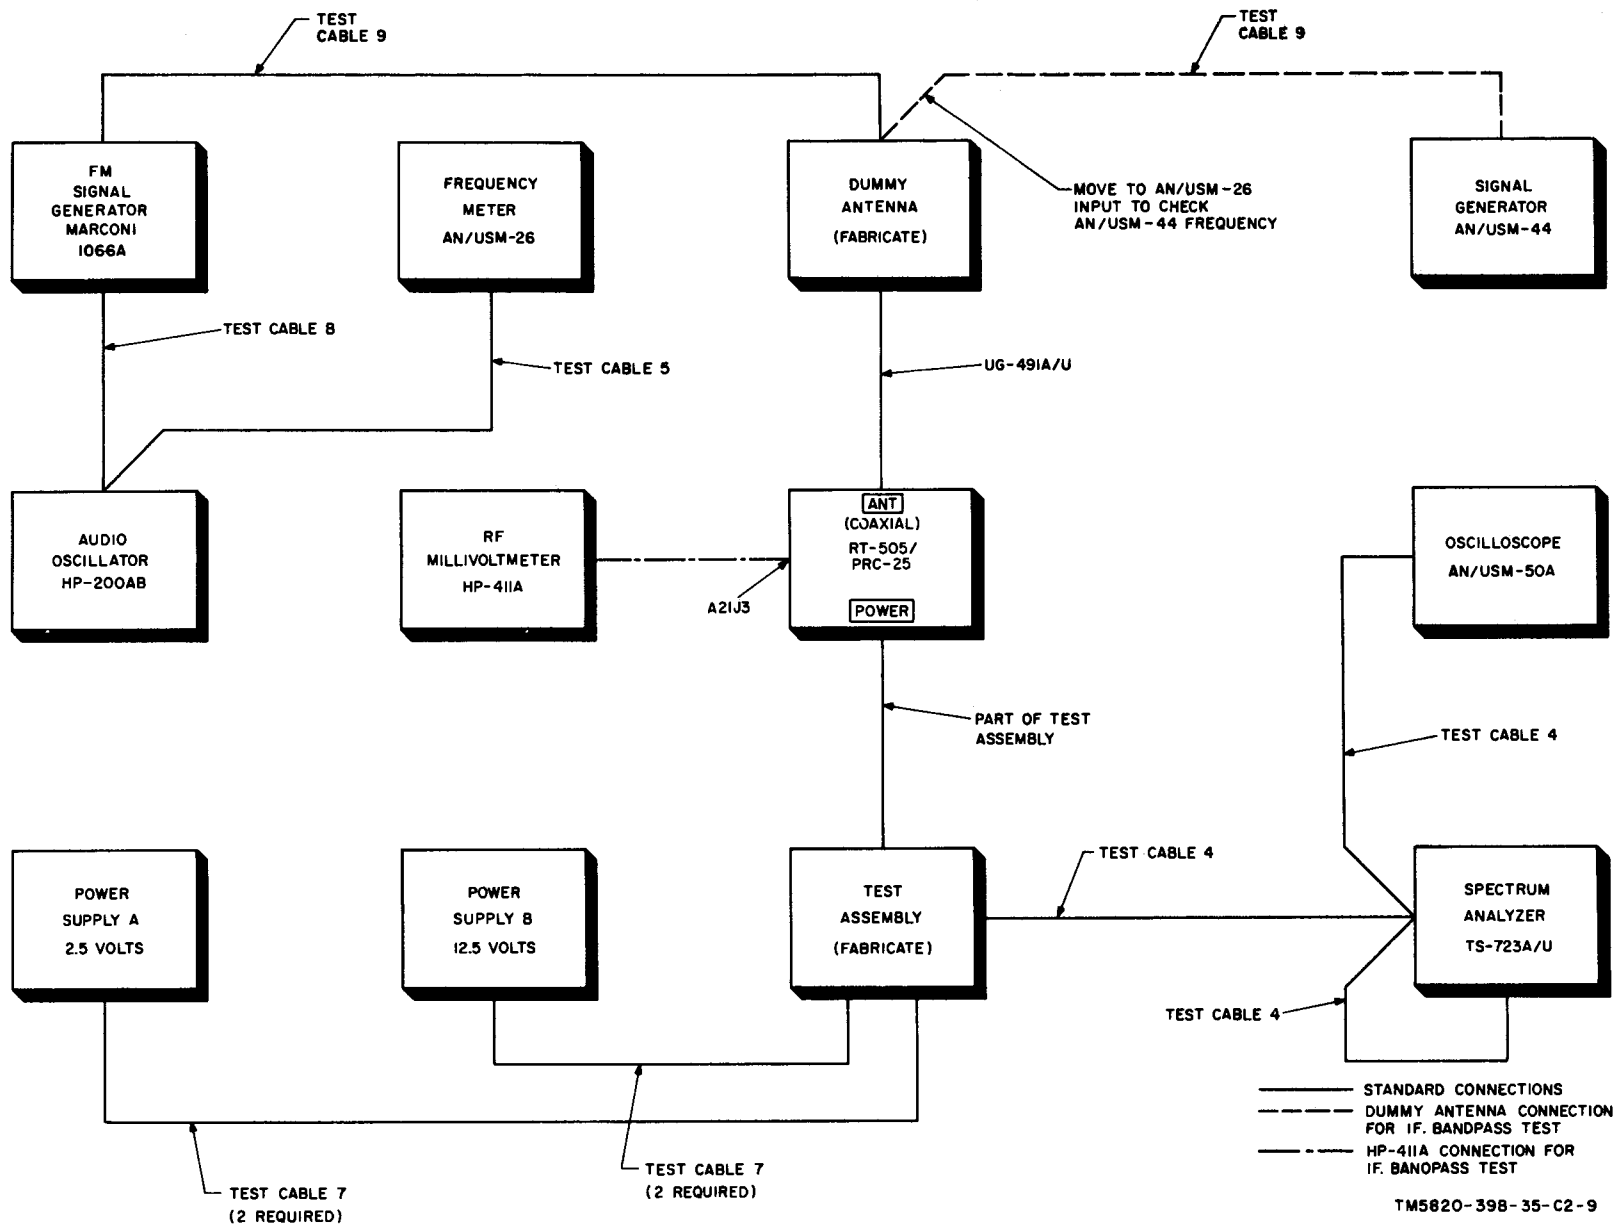 TEST
CABLE 9
TEST
CABLE 9
FM
SIGNAL
GENERATOR
MARCONI
1066A
FREQUENCY
METER
AN/USM-26
DUMMY
ANTENNA
(FABRICATE)
MOVE TO AN/USM-26
INPUT TO CHECK
AN/USM-44 FREQUENCY
SIGNAL
GENERATOR
AN/USM-44
TEST CABLE 8
TEST CABLE 5
UG-491A/U
AUDIO
OSCILLATOR
HP-200AB
RF
MILLIVOLTMETER
HP-411A
A21J3
ANT
(COAXIAL)
RT-505/
PRC-25
POWER
OSCILLOSCOPE
AN/USM-50A
PART OF TEST
ASSEMBLY
TEST CABLE 4
POWER
SUPPLY A
2.5 VOLTS
POWER
SUPPLY B
12.5 VOLTS
TEST
ASSEMBLY
(FABRICATE)
TEST CABLE 4
SPECTRUM
ANALYZER
TS-723A/U
TEST CABLE 4
TEST CABLE 7
(2 REQUIRED)
TEST CABLE 7
(2 REQUIRED)
STANDARD CONNECTIONS
DUMMY ANTENNA CONNECTION
FOR IF. BANDPASS TEST
HP-411A CONNECTION FOR
IF. BANDPASS TEST
TM5820-398-35-C2-9